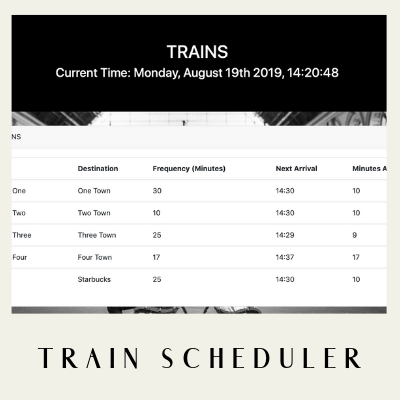 TRAINS
Current Time: Monday, August 19th 2019, 14:20:48
NS
Destination Frequency (Minutes) Next Arrival Minutes A
One One Town 30 14:30 10
Two Two Town 10 14:30 10
Three Three Town 25 14:29 9
Four Four Town 17 14:37 17
Starbucks 25 14:30 10
TRAIN SCHEDULER